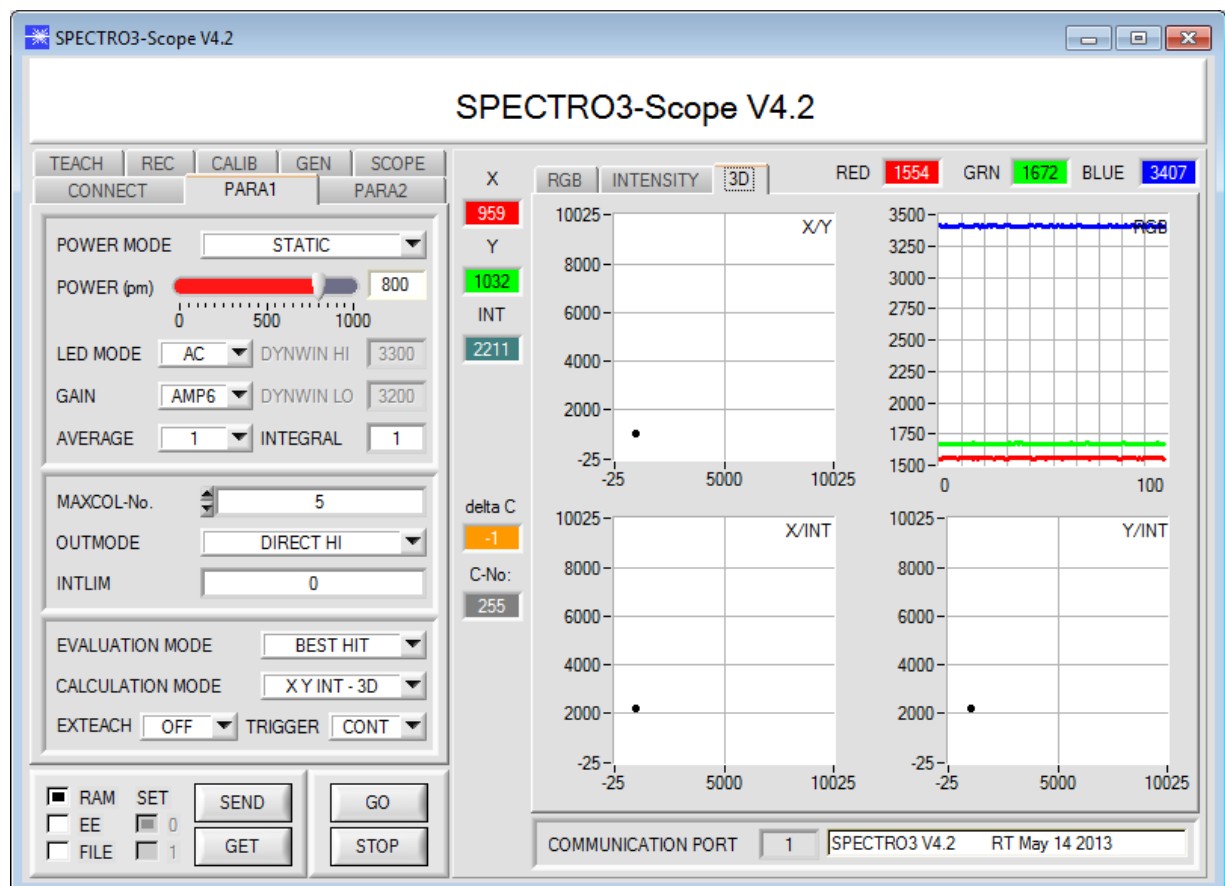 SPECTRO3-Scope V4.2
SPECTRO3-Scope V4.2
TEACH REC CALIB GEN SCOPE
CONNECT PARA1 PARA2
POWER MODE STATIC
POWER (pm) 800
0 500 1000
LED MODE AC DYNWIN HI 3300
GAIN AMP6 DYNWIN LO 3200
AVERAGE 1 INTEGRAL 1
MAXCOL-No. 5
OUTMODE DIRECT HI
INTLIM 0
EVALUATION MODE BEST HIT
CALCULATION MODE X Y INT - 3D
EXTEACH OFF TRIGGER CONT
RAM SET SEND GO
EE 0
FILE 1 GET STOP
X
959
Y
1032
INT
2211
delta C
-1
C-No:
255
RGB INTENSITY 3D RED 1554 GRN 1672 BLUE 3407
X/Y
10025
8000
6000
4000
2000
-25
-25 5000 10025
RGB
3500
3250
3000
2750
2500
2250
2000
1750
1500
0 100
X/INT
10025
8000
6000
4000
2000
-25
-25 5000 10025
Y/INT
10025
8000
6000
4000
2000
-25
-25 5000 10025
COMMUNICATION PORT 1 SPECTRO3 V4.2 RT May 14 2013